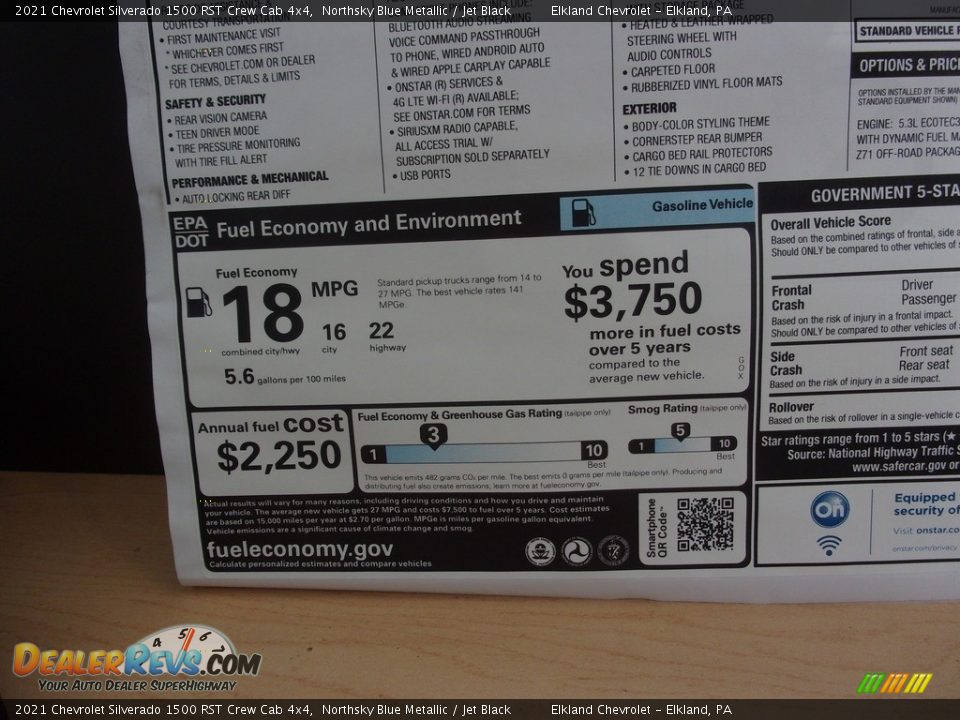 2021 Chevrolet Silverado 1500 RST Crew Cab 4x4, Northsky Blue Metallic / Jet Black Elkland Chevrolet – Elkland, PA
COURTESY TRANSPORTATION
• FIRST MAINTENANCE VISIT
* WHICHEVER COMES FIRST
* SEE CHEVROLET.COM OR DEALER
FOR TERMS, DETAILS & LIMITS
SAFETY & SECURITY
• REAR VISION CAMERA
• TEEN DRIVER MODE
• TIRE PRESSURE MONITORING
WITH TIRE FILL ALERT
PERFORMANCE & MECHANICAL
• AUTO LOCKING REAR DIFF
BLUETOOTH AUDIO STREAMING
VOICE COMMAND PASSTHROUGH
TO PHONE, WIRED ANDROID AUTO
& WIRED APPLE CARPLAY CAPABLE
• ONSTAR (R) SERVICES &
4G LTE WI-FI (R) AVAILABLE;
SEE ONSTAR.COM FOR TERMS
• SIRIUSXM RADIO CAPABLE,
ALL ACCESS TRIAL W/
SUBSCRIPTION SOLD SEPARATELY
• USB PORTS
• HEATED & LEATHER-WRAPPED
STEERING WHEEL WITH
AUDIO CONTROLS
• CARPETED FLOOR
• RUBBERIZED VINYL FLOOR MATS
EXTERIOR
• BODY-COLOR STYLING THEME
• CORNERSTEP REAR BUMPER
• CARGO BED RAIL PROTECTORS
• 12 TIE DOWNS IN CARGO BED
STANDARD VEHICLE
OPTIONS &
OPTIONS INSTALLED BY THE
STANDARD EQUIPMENT SHOWN)
ENGINE: 5.3L
WITH DYNAMIC FUEL
Z71 OFF-ROAD
EPA
DOT
Fuel Economy and Environment
Gasoline Vehicle
Fuel Economy
18 MPG
combined city/hwy
16
city
22
highway
5.6 gallons per 100 miles
Standard pickup trucks range from 14 to
27 MPG. The best vehicle rates 141
MPGe.
You spend
$3,750
more in fuel costs
over 5 years
compared to the
average new vehicle.
G
O
X
Annual fuel cost
$2,250
Fuel Economy & Greenhouse Gas Rating (tailpipe only)
3
1 10
Best
Smog Rating (tailpipe only)
5
1 10
Best
This vehicle emits 482 grams CO₂ per mile. The best emits 0 grams per mile (tailpipe only). Producing and
distributing fuel also create emissions; learn more at fueleconomy.gov.
Actual results will vary for many reasons, including driving conditions and how you drive and maintain
your vehicle. The average new vehicle gets 27 MPG and costs $7,500 to fuel over 5 years. Cost estimates
are based on 15,000 miles per year at $2.70 per gallon. MPGe is miles per gasoline gallon equivalent.
Vehicle emissions are a significant cause of climate change and smog.
fueleconomy.gov
Calculate personalized estimates and compare vehicles
Smartphone
QR Code™
GOVERNMENT
Overall Vehicle Score
Based on the combined ratings of frontal, side
Should ONLY be compared to other vehicles of
Frontal Driver
Crash Passenger
Based on the risk of injury in a frontal impact.
Should ONLY be compared to other vehicles of
Side Front seat
Crash Rear seat
Based on the risk of injury in a side impact.
Rollover
Based on the risk of rollover in a single-vehicle
Star ratings range from 1 to 5 stars (★
Source: National Highway Traffic
www.safercar.gov
On
Equipped
security
Visit
onstar.com/privacy
4 5 6
DealerRevs.com
Your Auto Dealer SuperHighway
2021 Chevrolet Silverado 1500 RST Crew Cab 4x4, Northsky Blue Metallic / Jet Black Elkland Chevrolet – Elkland, PA